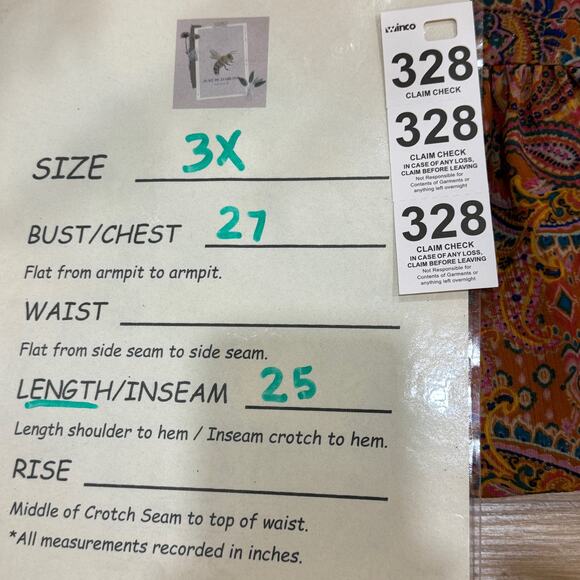 winco
328
CLAIM CHECK
328
CLAIM CHECK
IN CASE OF ANY LOSS,
CLAIM BEFORE LEAVING
Not Responsible for
Contents of Garments or
anything left overnight
328
CLAIM CHECK
IN CASE OF ANY LOSS,
CLAIM BEFORE LEAVING
Not Responsible for
Contents of Garments or
anything left overnight
SIZE 3X
BUST/CHEST 27
Flat from armpit to armpit.
WAIST
Flat from side seam to side seam.
LENGTH/INSEAM 25
Length shoulder to hem / Inseam crotch to hem.
RISE
Middle of Crotch Seam to top of waist.
*All measurements recorded in inches.